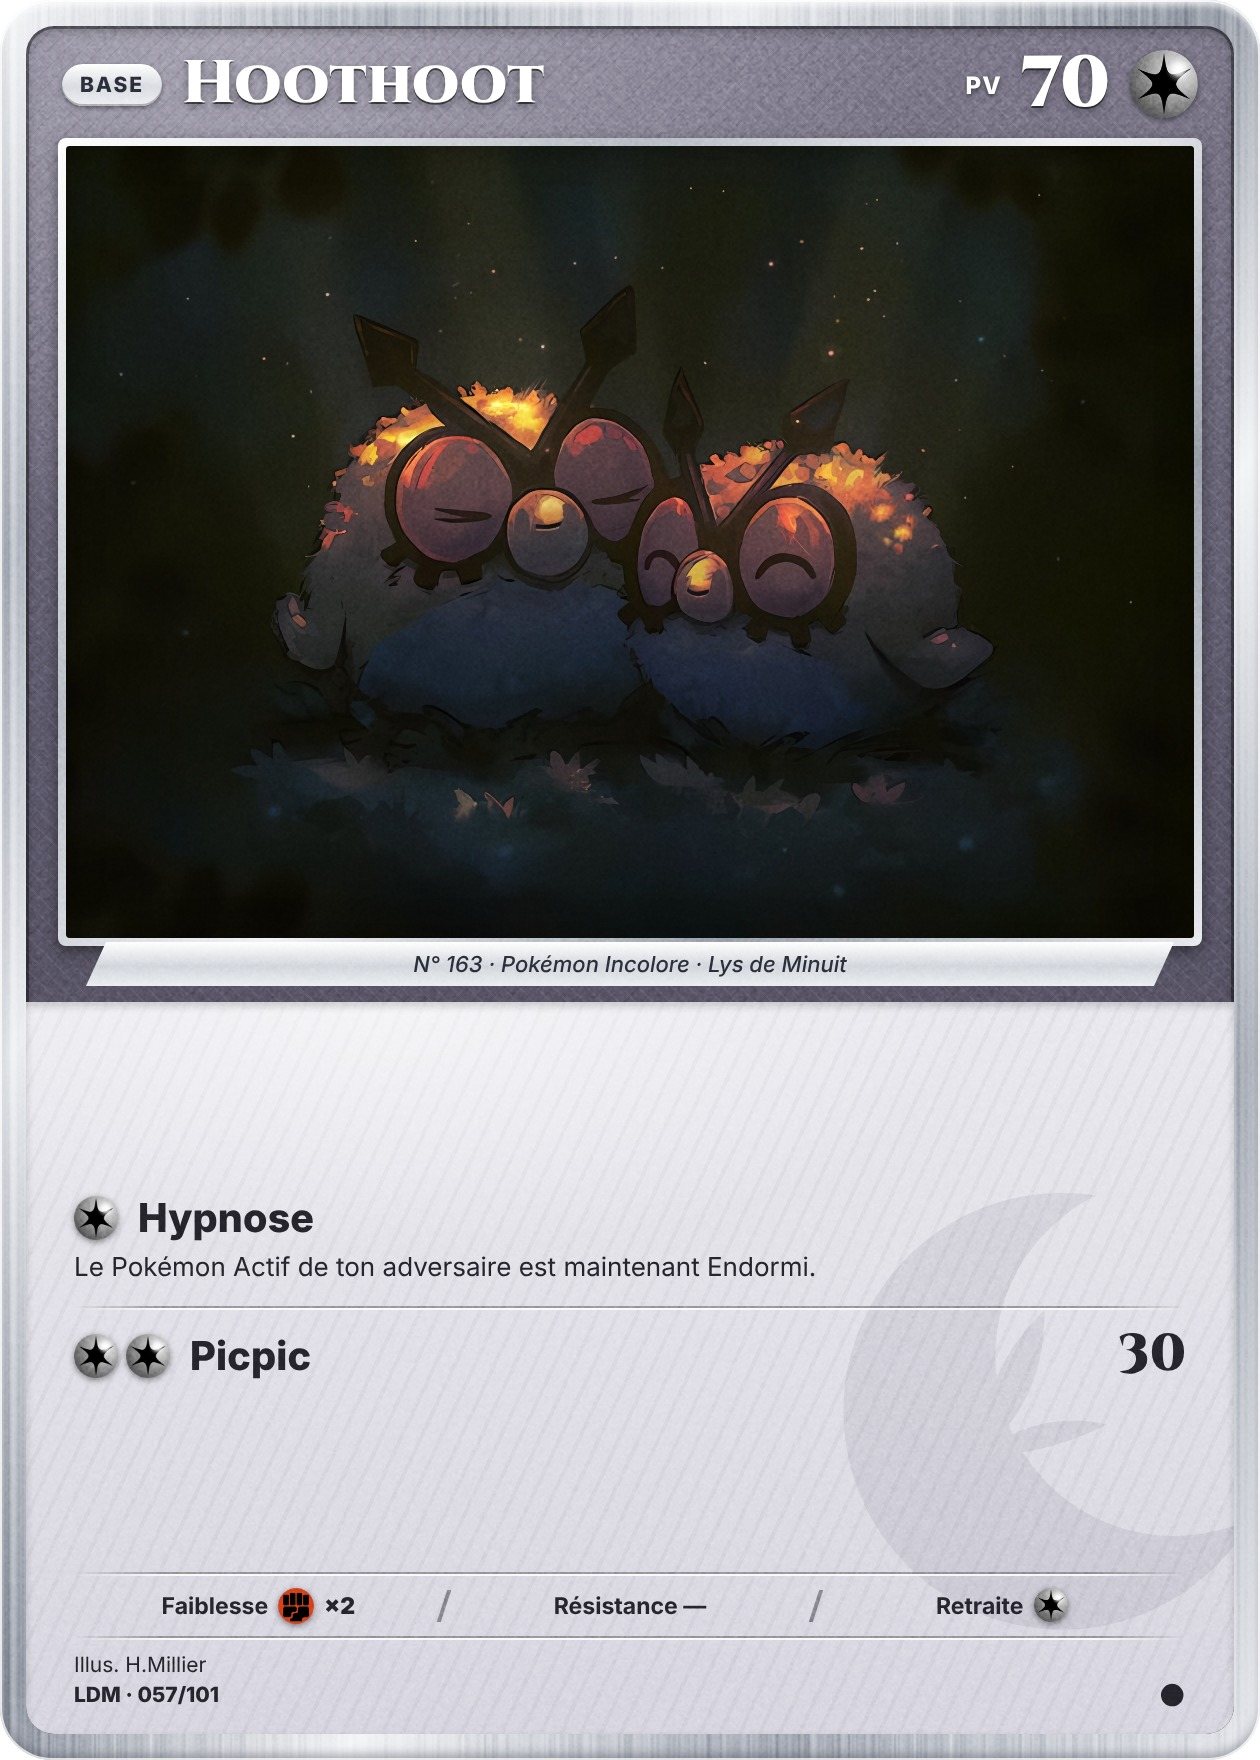 BASE HOOTHOOT PV 70
N° 163 · Pokémon Incolore · Lys de Minuit
Hypnose
Le Pokémon Actif de ton adversaire est maintenant Endormi.
Picpic 30
Faiblesse ×2 / Résistance — / Retraite
Illus. H.Millier
LDM · 057/101